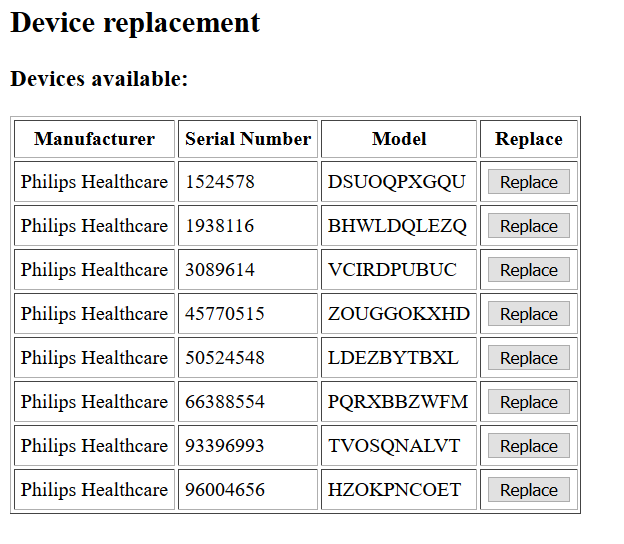 Device replacement
Devices available:
Manufacturer Serial Number Model Replace
Philips Healthcare 1524578 DSUOQPXGQU Replace
Philips Healthcare 1938116 BHWLDQLEZQ Replace
Philips Healthcare 3089614 VCIRDPUBUC Replace
Philips Healthcare 45770515 ZOUGGOKXHD Replace
Philips Healthcare 50524548 LDEZBYTBXL Replace
Philips Healthcare 66388554 PQRXBBZWFM Replace
Philips Healthcare 93396993 TVOSQNALVT Replace
Philips Healthcare 96004656 HZOKPNCOET Replace